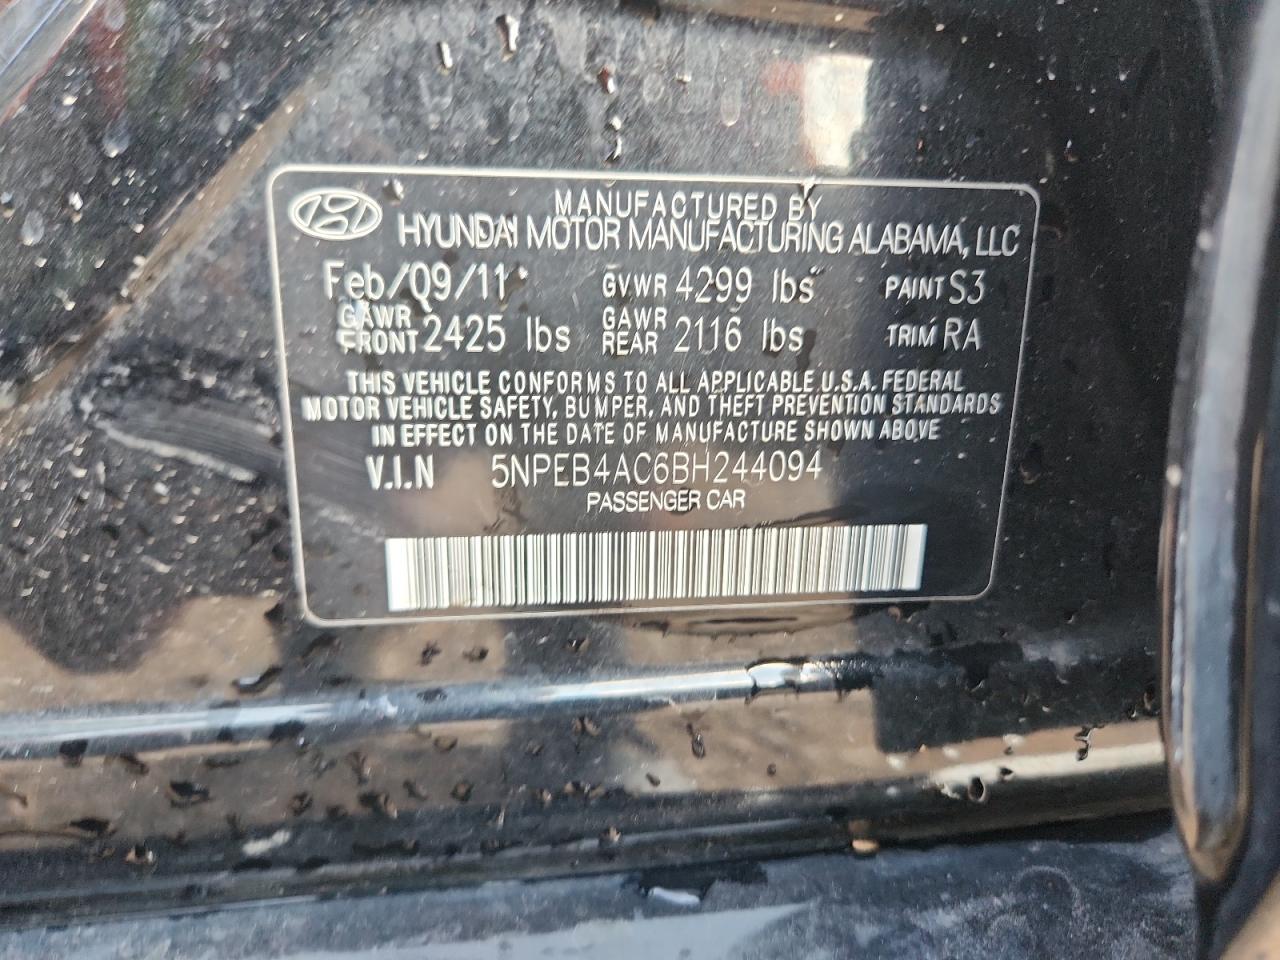 MANUFACTURED BY
HYUNDAI MOTOR MANUFACTURING ALABAMA, LLC
Feb/09/11 GVWR 4299 lbs PAINT S3
GAWR FRONT 2425 lbs GAWR REAR 2116 lbs TRIM RA
THIS VEHICLE CONFORMS TO ALL APPLICABLE U.S.A. FEDERAL
MOTOR VEHICLE SAFETY, BUMPER, AND THEFT PREVENTION STANDARDS
IN EFFECT ON THE DATE OF MANUFACTURE SHOWN ABOVE
V.I.N 5NPEB4AC6BH244094
PASSENGER CAR